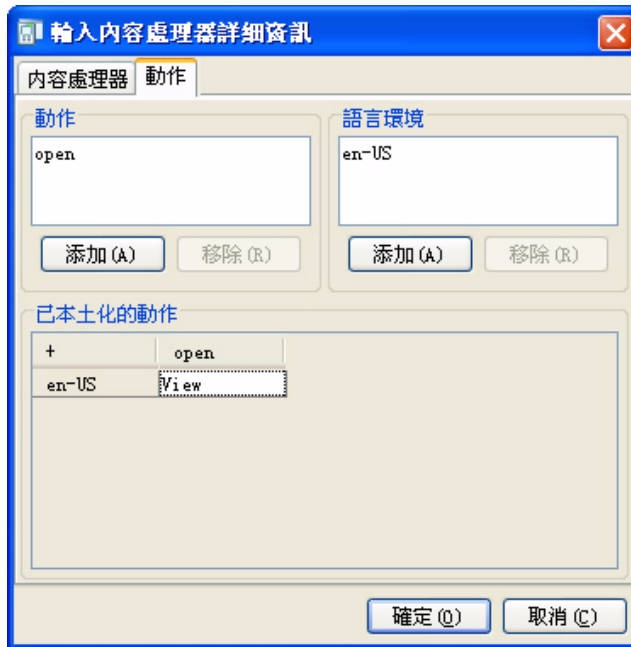 輸入內容處理器詳細資訊
內容處理器 動作
動作 語言環境
open en-US
添加(A) 移除(R) 添加(A) 移除(R)
已本土化的動作
+ open
en-US View
確定(O) 取消(C)